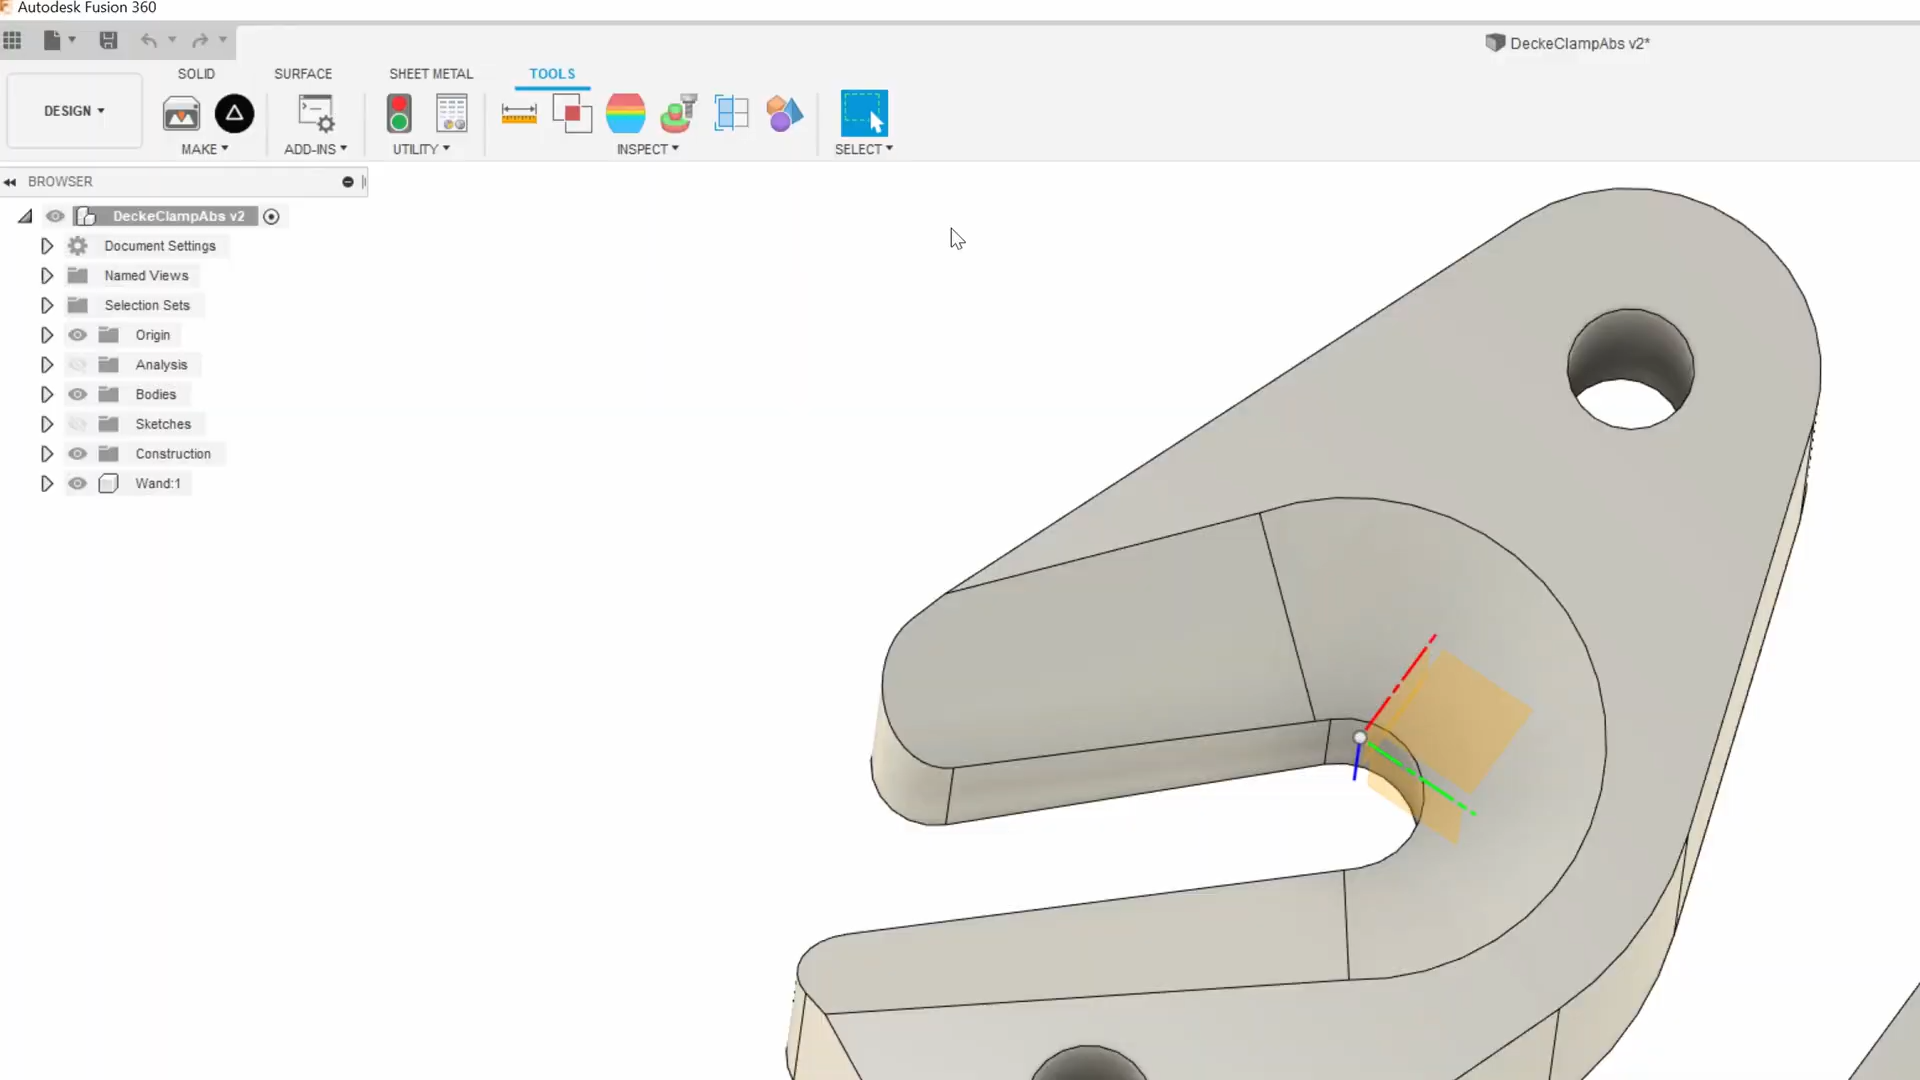 Autodesk Fusion 360
DeckeClampAbs v2*
SOLID
SURFACE
SHEET METAL
TOOLS
DESIGN
MAKE
ADD-INS
UTILITY
INSPECT
SELECT
BROWSER
DeckeClampAbs v2
Document Settings
Named Views
Selection Sets
Origin
Analysis
Bodies
Sketches
Construction
Wand:1